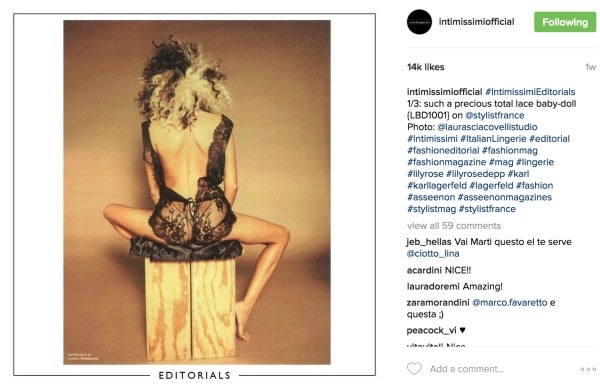 EDITORIALS
intimissimiofficial
Following
14k likes
1w
intimissimiofficial #IntimissimiEditorials
1/3: such a precious total lace baby-doll
{LBD1001} on @stylistfrance
Photo: @laurasciacovellistudio
#Intimissimi #ItalianLingerie #editorial
#fashioneditorial #fashionmag
#fashionmagazine #mag #lingerie
#lilyrose #lilyrosedepp #karl
#karllagerfeld #lagerfeld #fashion
#asseenon #asseenonmagazines
#stylistmag #stylistfrance
view all 59 comments
jeb_hellas Vai Marti questo el te serve
@ciotto_lina
acardini NICE!!
lauradoremi Amazing!
zaramorandini @marco.favaretto e
questa ;)
peacock_vi ♥
Add a comment...